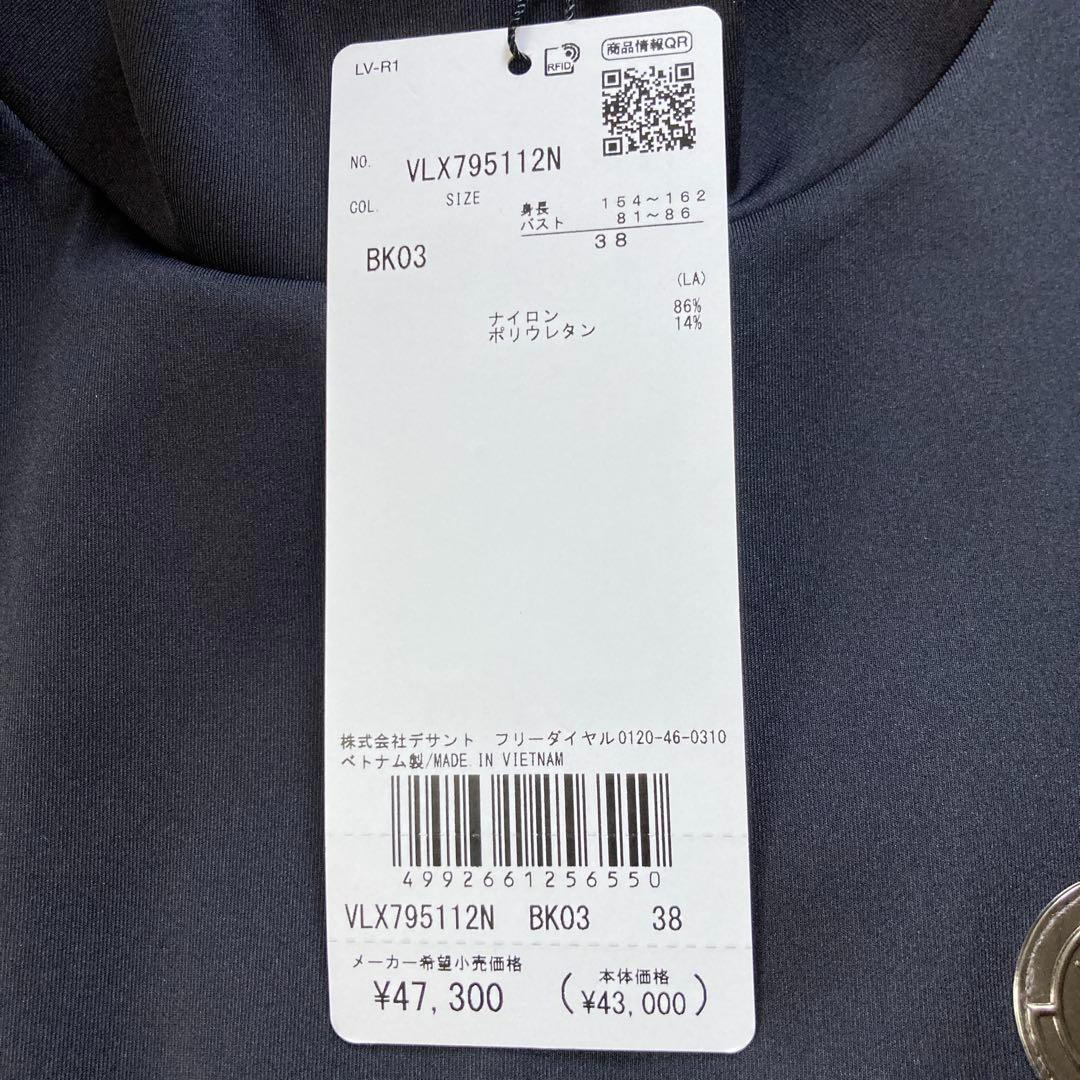 LV-R1
RFID
商品情報QR
NO. VLX795112N
COL. SIZE
身長 154～162
バスト 81～86
38
BK03
(LA)
ナイロン 86%
ポリウレタン 14%
株式会社デサント フリーダイヤル0120-46-0310
ベトナム製/MADE IN VIETNAM
4992661256550
VLX795112N BK03 38
メーカー希望小売価格
¥47,300
(本体価格
¥43,000)